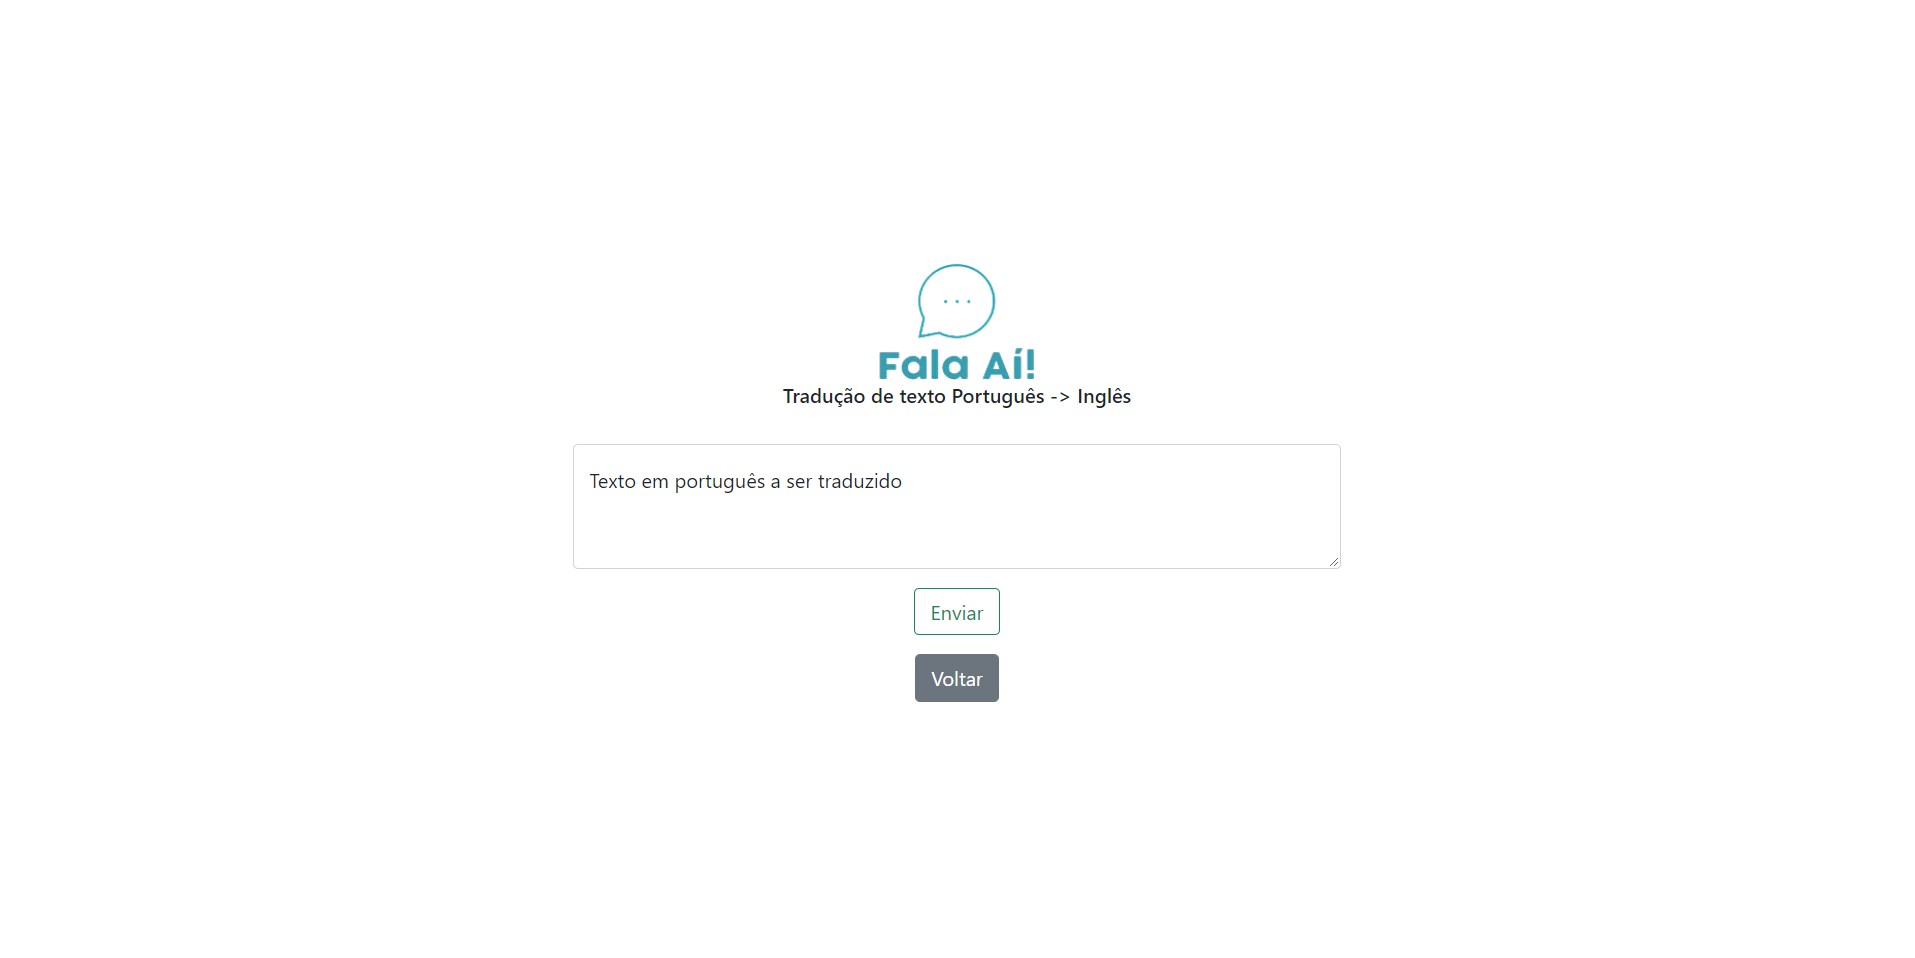 Fala Aí!
Tradução de texto Português -> Inglês
Texto em português a ser traduzido
Enviar
Voltar